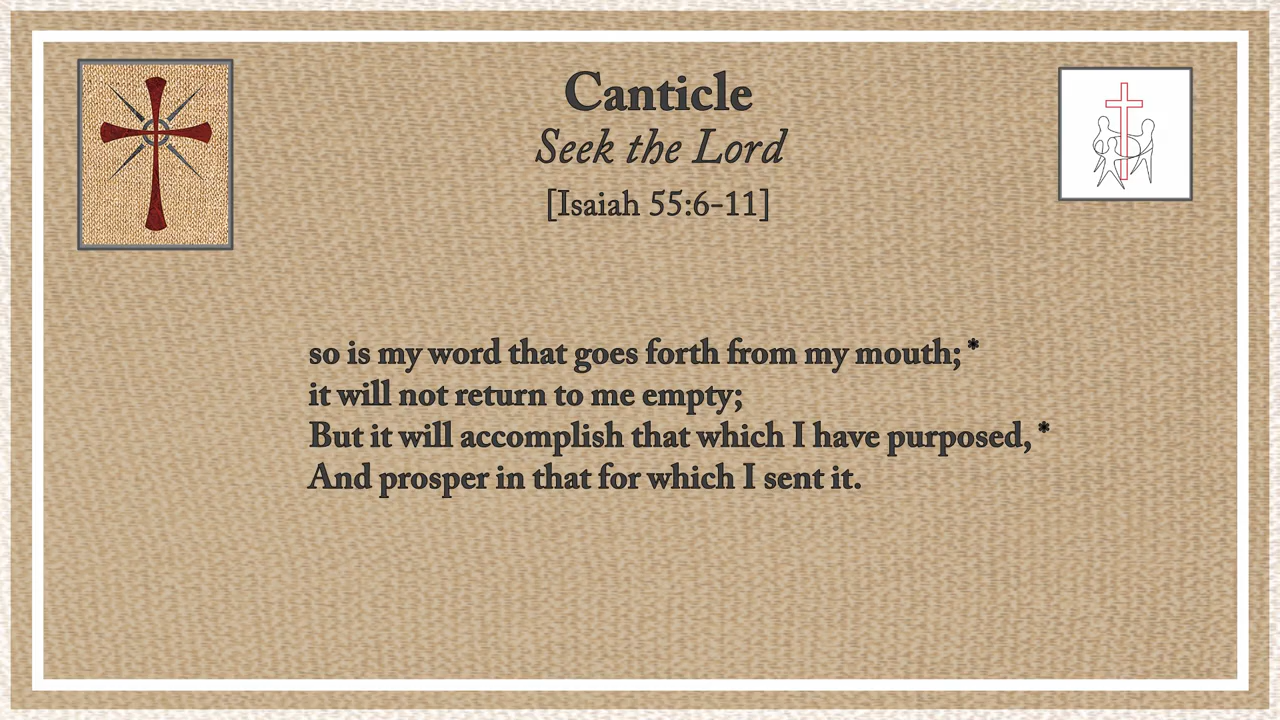 Canticle
Seek the Lord
[Isaiah 55:6-11]
so is my word that goes forth from my mouth; *
it will not return to me empty;
But it will accomplish that which I have purposed, *
And prosper in that for which I sent it.